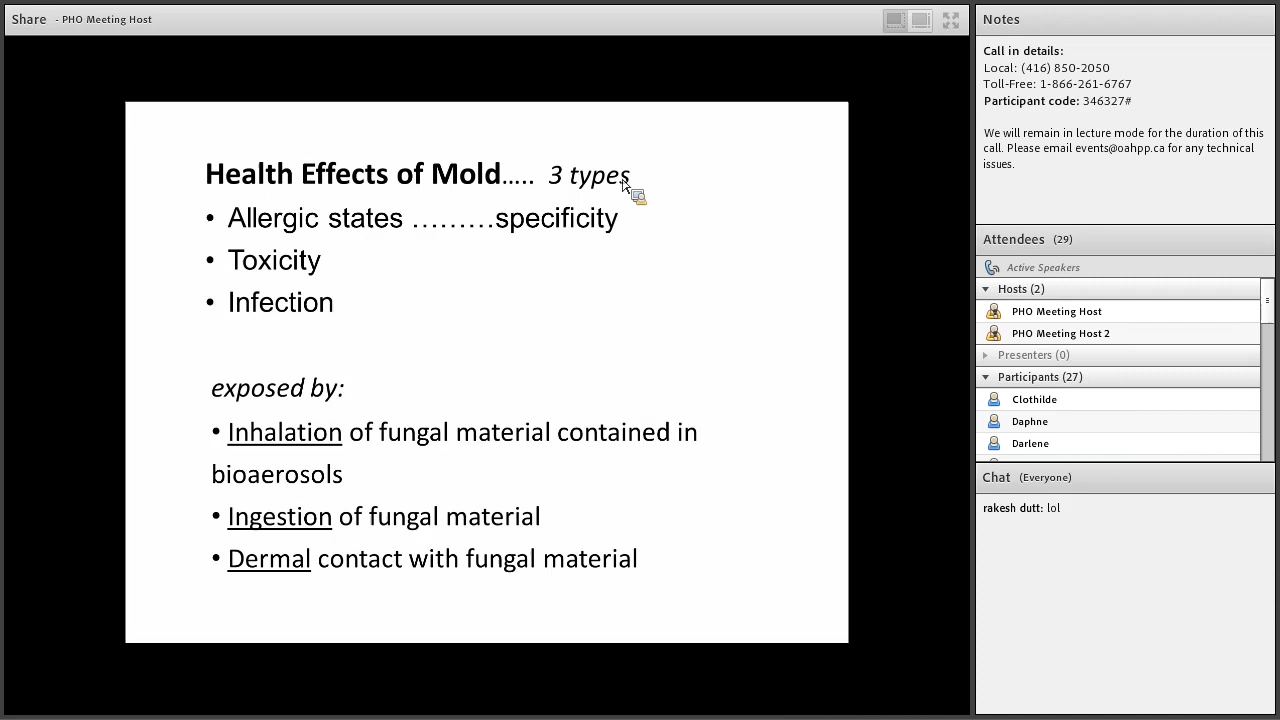 Share - PHO Meeting Host
Health Effects of Mold..... 3 types
• Allergic states .........specificity
• Toxicity
• Infection
exposed by:
• Inhalation of fungal material contained in
bioaerosols
• Ingestion of fungal material
• Dermal contact with fungal material
Notes
Call in details:
Local: (416) 850-2050
Toll-Free: 1-866-261-6767
Participant code: 346327#
We will remain in lecture mode for the duration of this
call. Please email events@oahpp.ca for any technical
issues.
Attendees (29)
Active Speakers
Hosts (2)
PHO Meeting Host
PHO Meeting Host 2
Presenters (0)
Participants (27)
Clothilde
Daphne
Darlene
Chat (Everyone)
rakesh dutt: lol